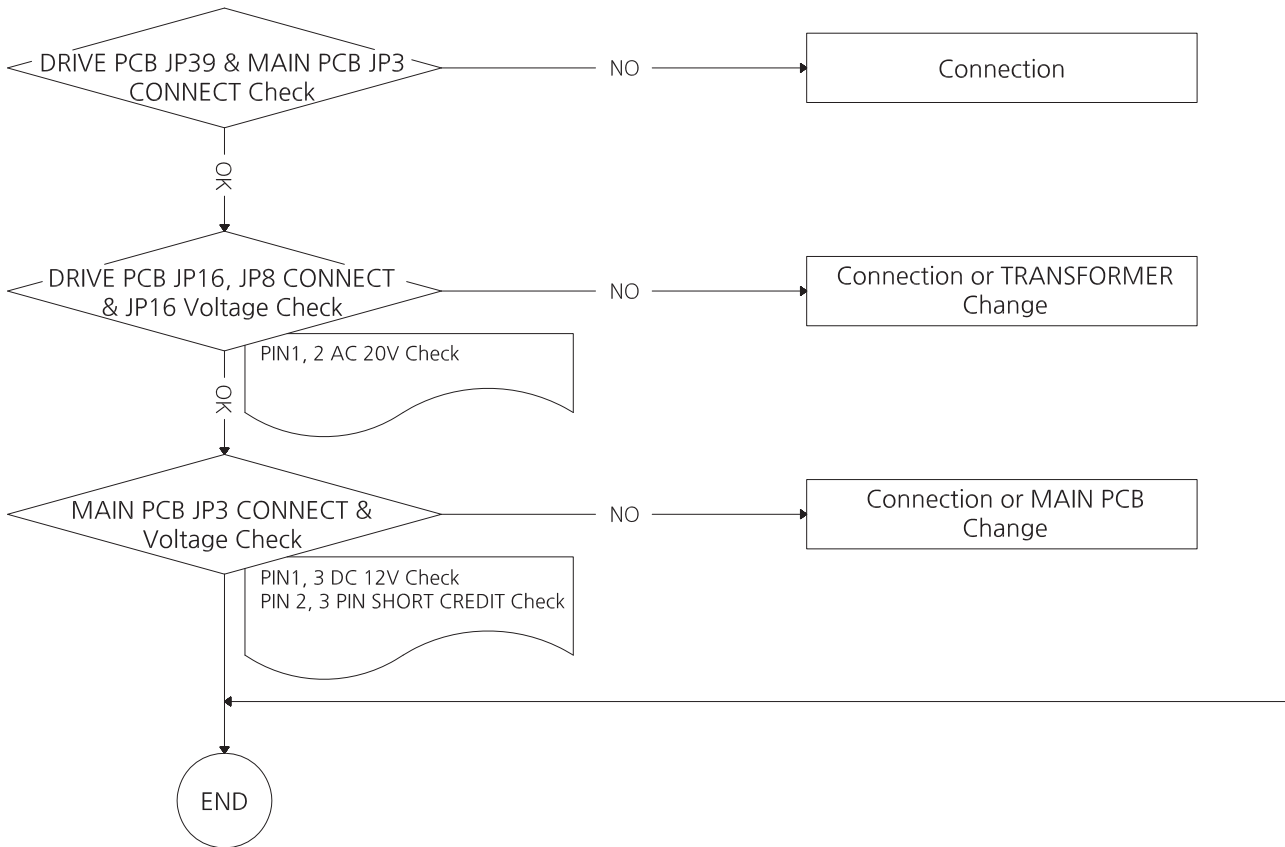 DRIVE PCB JP39 & MAIN PCB JP3
CONNECT Check
NO
Connection
OK
DRIVE PCB JP16, JP8 CONNECT
& JP16 Voltage Check
NO
Connection or TRANSFORMER
Change
PIN1, 2 AC 20V Check
OK
MAIN PCB JP3 CONNECT &
Voltage Check
NO
Connection or MAIN PCB
Change
PIN1, 3 DC 12V Check
PIN 2, 3 PIN SHORT CREDIT Check
END